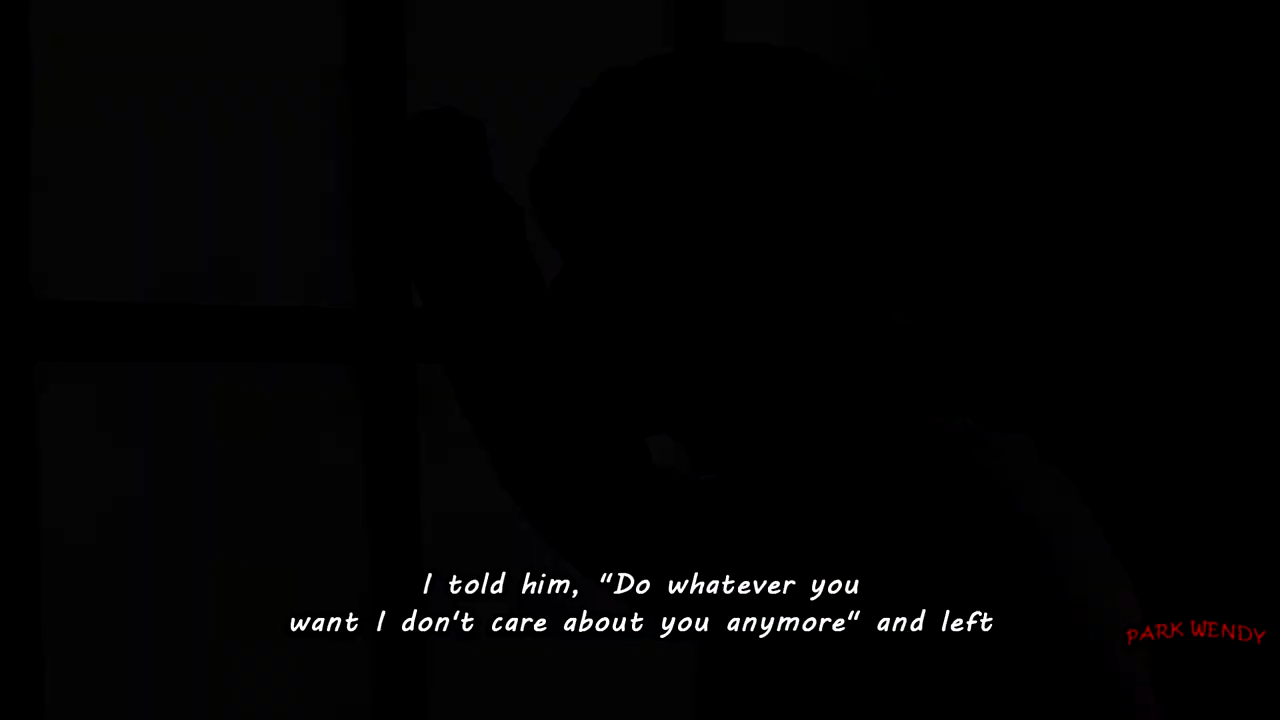 I told him, “Do whatever you
want I don't care about you anymore” and left
PARK WENDY